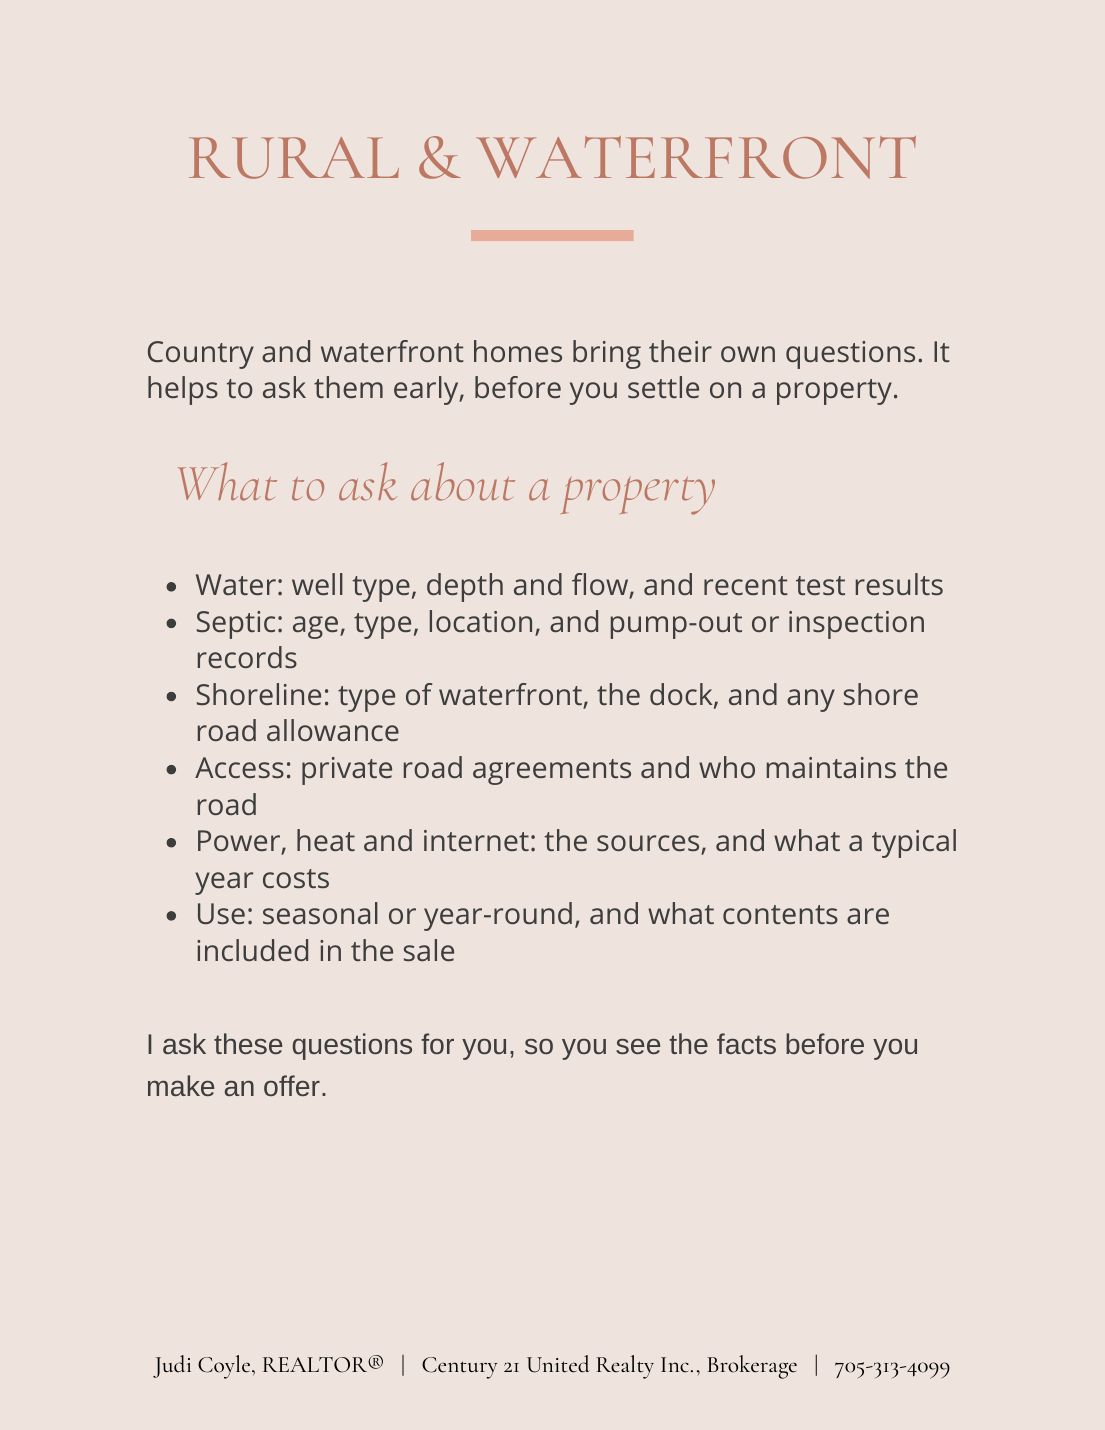 RURAL & WATERFRONT
Country and waterfront homes bring their own questions. It
helps to ask them early, before you settle on a property.
What to ask about a property
• Water: well type, depth and flow, and recent test results
• Septic: age, type, location, and pump-out or inspection
records
• Shoreline: type of waterfront, the dock, and any shore
road allowance
• Access: private road agreements and who maintains the
road
• Power, heat and internet: the sources, and what a typical
year costs
• Use: seasonal or year-round, and what contents are
included in the sale
I ask these questions for you, so you see the facts before you
make an offer.
Judi Coyle, REALTOR® | Century 21 United Realty Inc., Brokerage | 705-313-4099